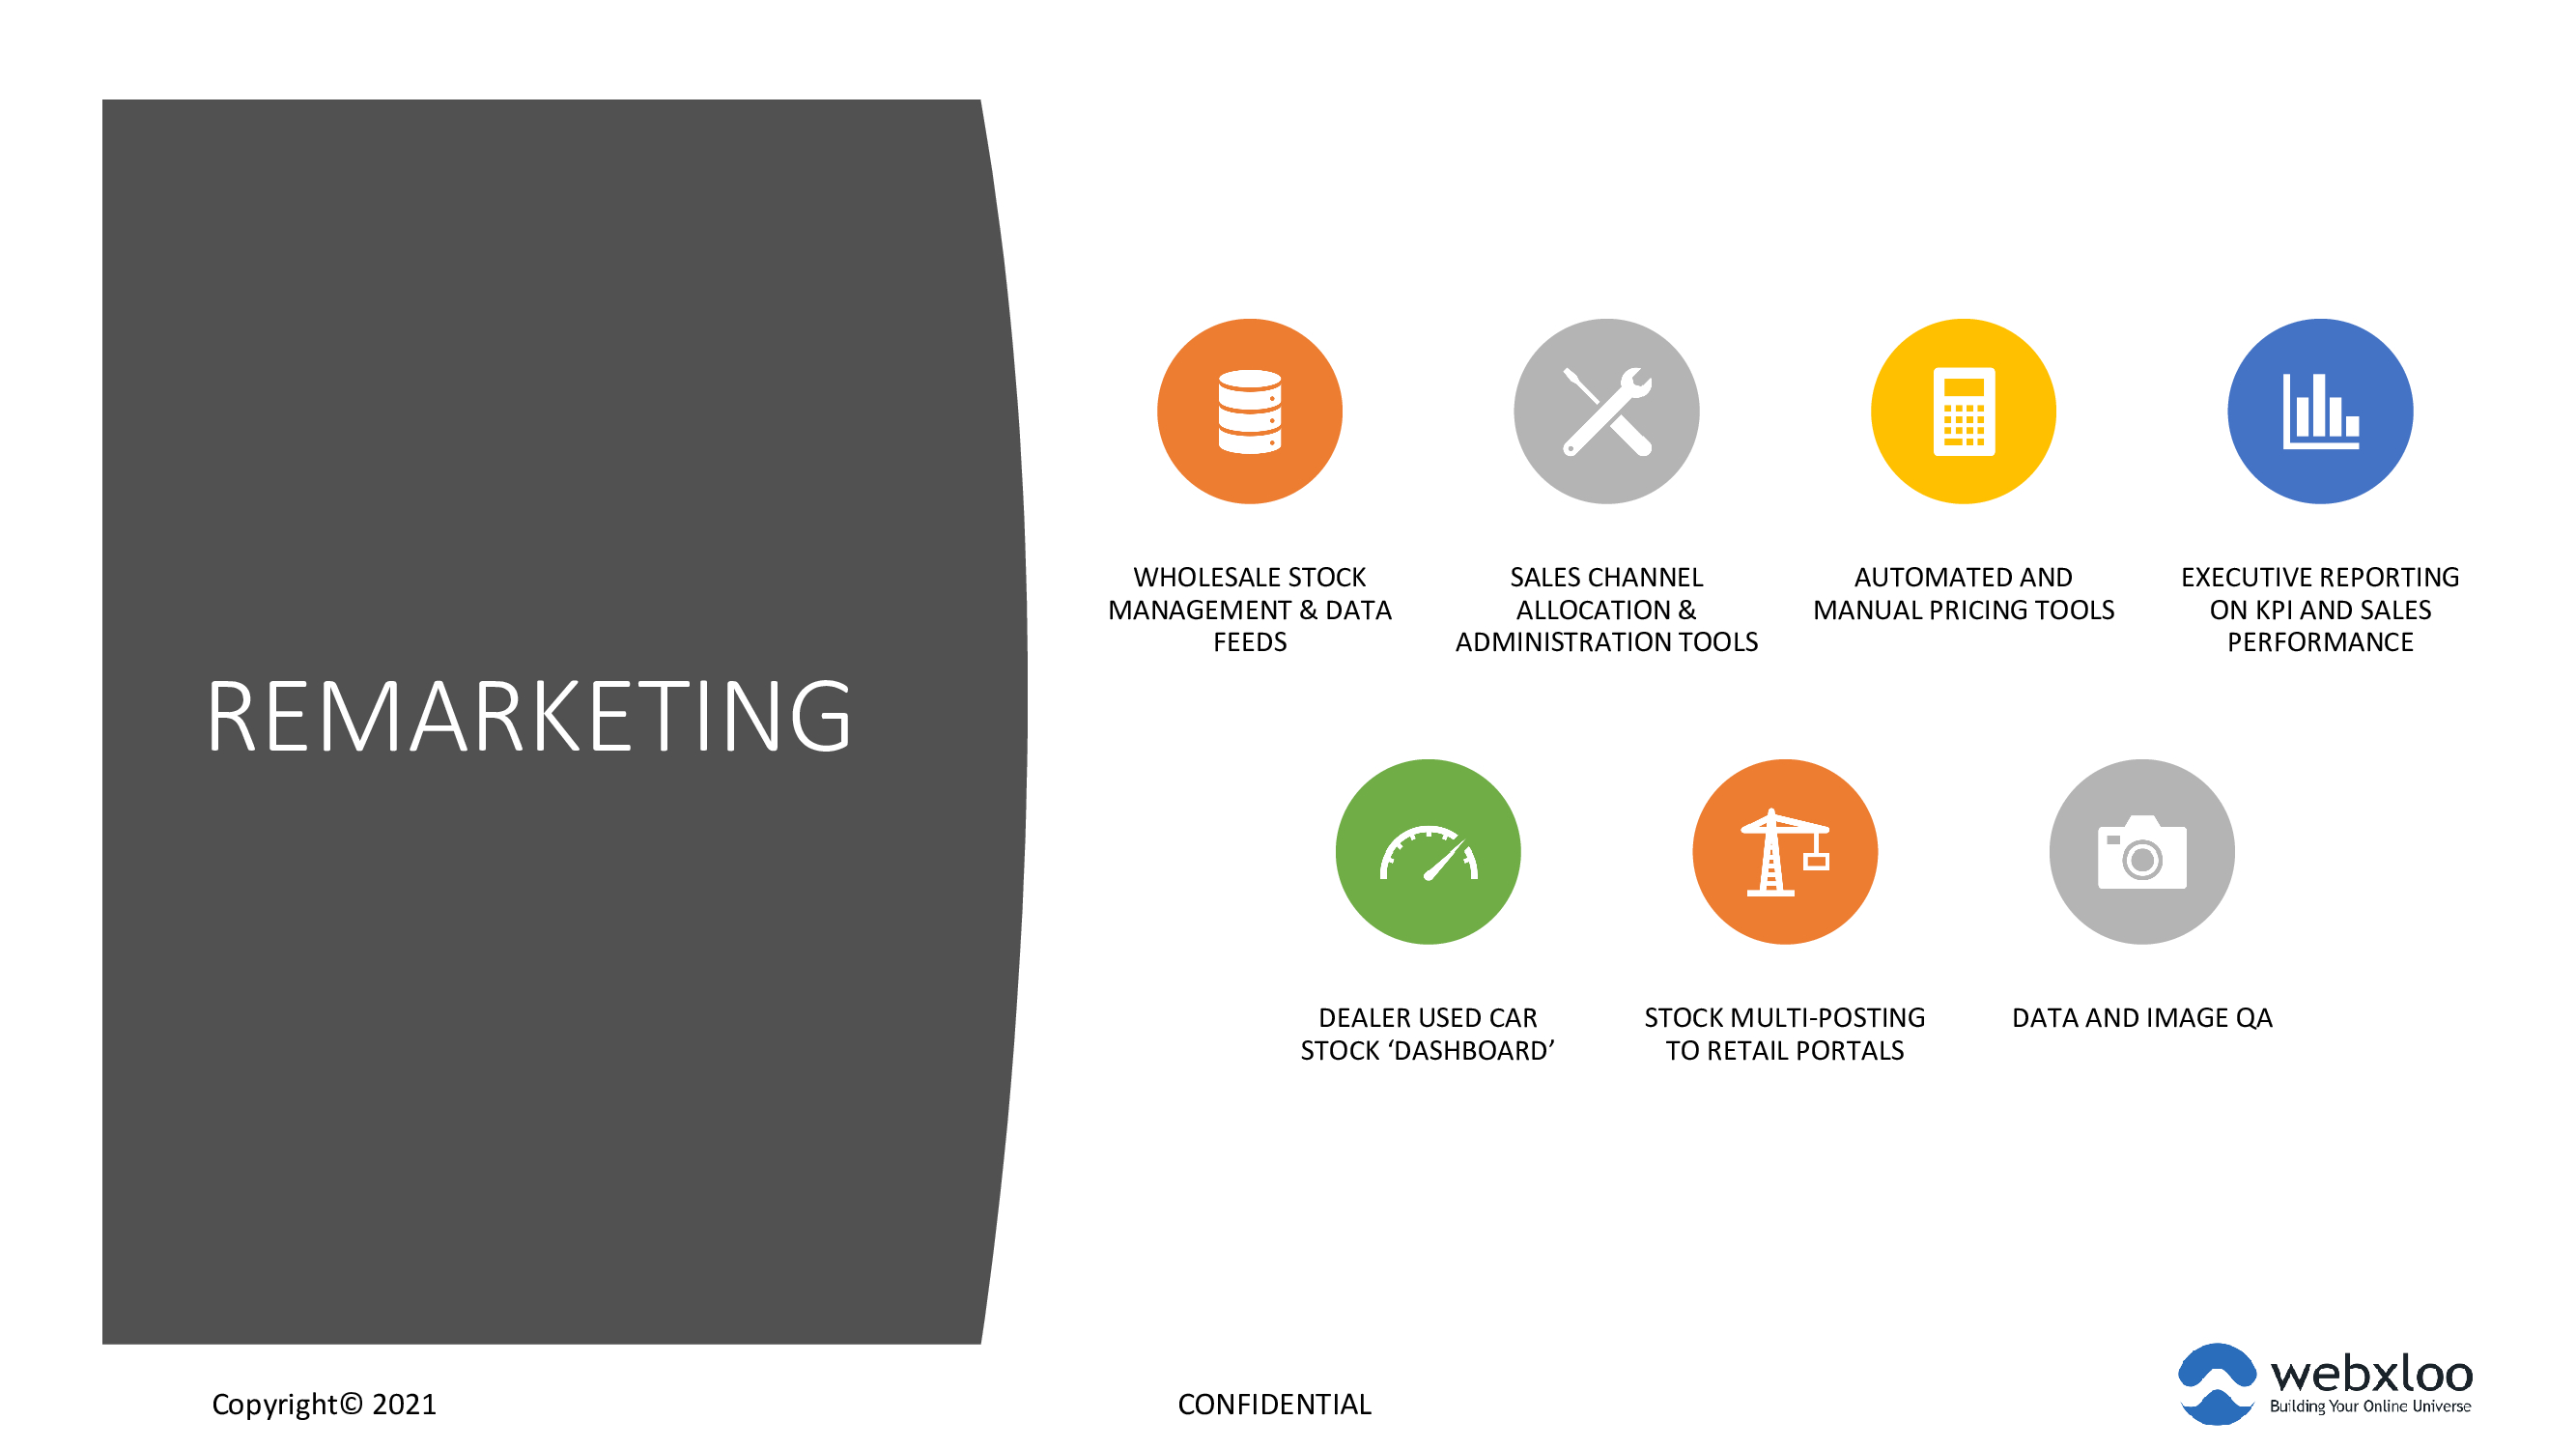 REMARKETING
WHOLESALE STOCK
MANAGEMENT & DATA
FEEDS
SALES CHANNEL
ALLOCATION &
ADMINISTRATION TOOLS
AUTOMATED AND
MANUAL PRICING TOOLS
EXECUTIVE REPORTING
ON KPI AND SALES
PERFORMANCE
DEALER USED CAR
STOCK ‘DASHBOARD’
STOCK MULTI-POSTING
TO RETAIL PORTALS
DATA AND IMAGE QA
Copyright© 2021
CONFIDENTIAL
webxloo
Building Your Online Universe